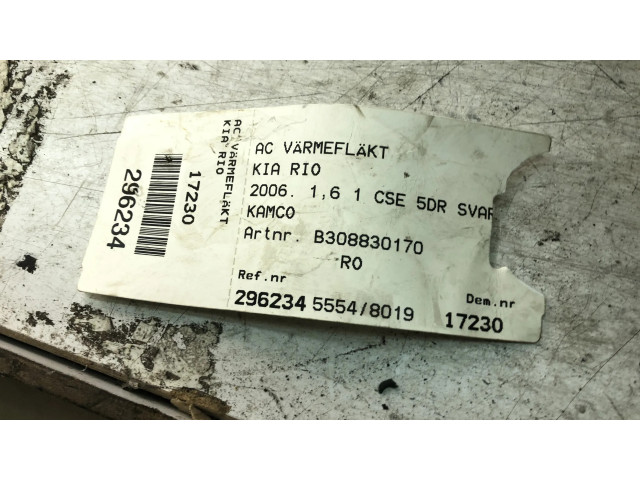 AC VÄRMEFLÄKT
KIA RIO
17230
296234
AC VÄRMEFLÄKT
KIA RIO
2006. 1,6 1 CSE 5DR SVAR
KAMCO
Artnr. B308830170
RO
Ref.nr
296234 5554/8019
Dem.nr
17230